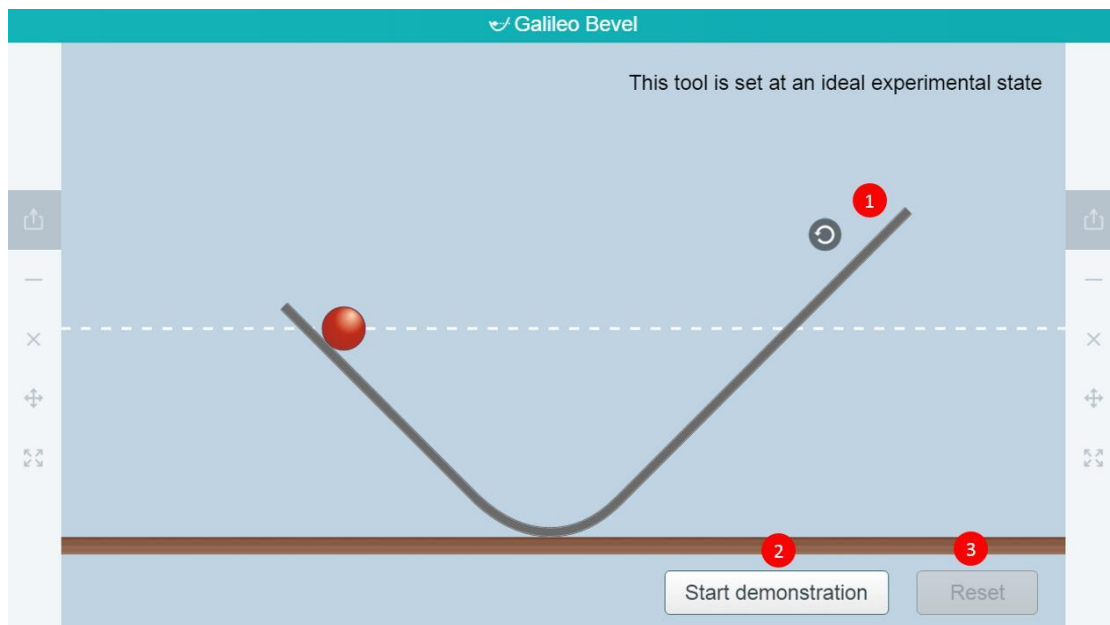 Galileo Bevel
This tool is set at an ideal experimental state
1
2
3
Start demonstration
Reset